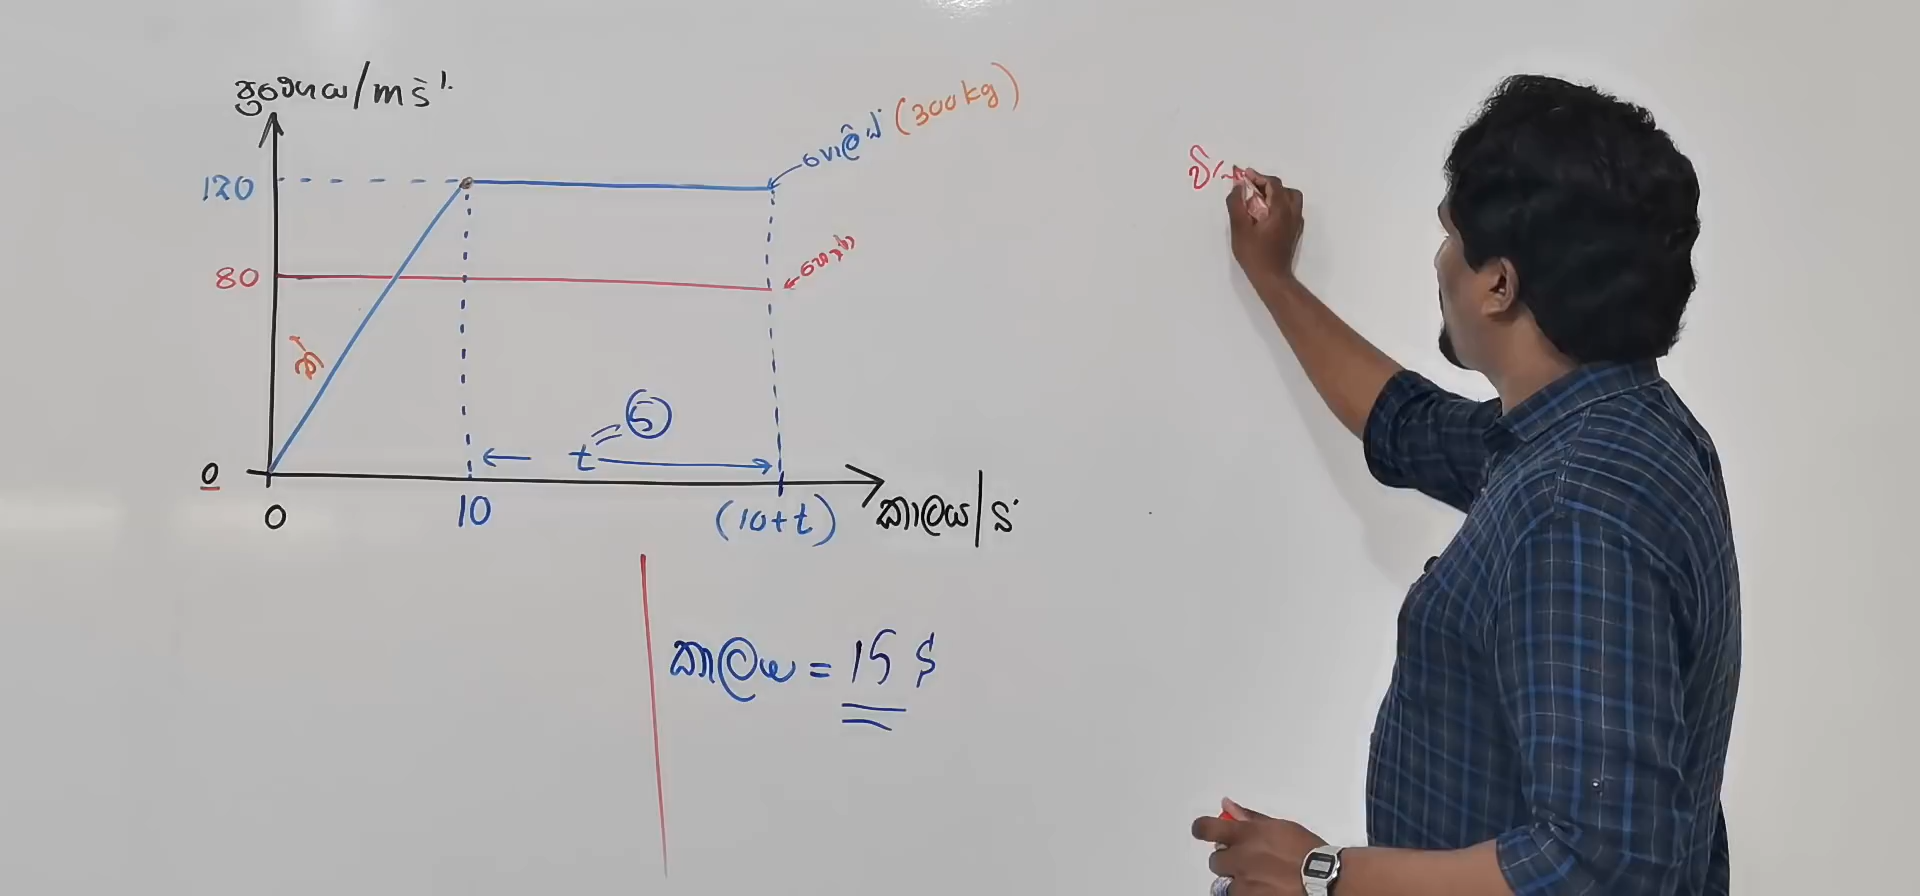 ප්‍රවේගය/ms⁻¹
120
පොලිස් (300kg)
80
හොරා
t = 5
0
0
10
(10+t)
කාලය/s
කාලය = 15 s